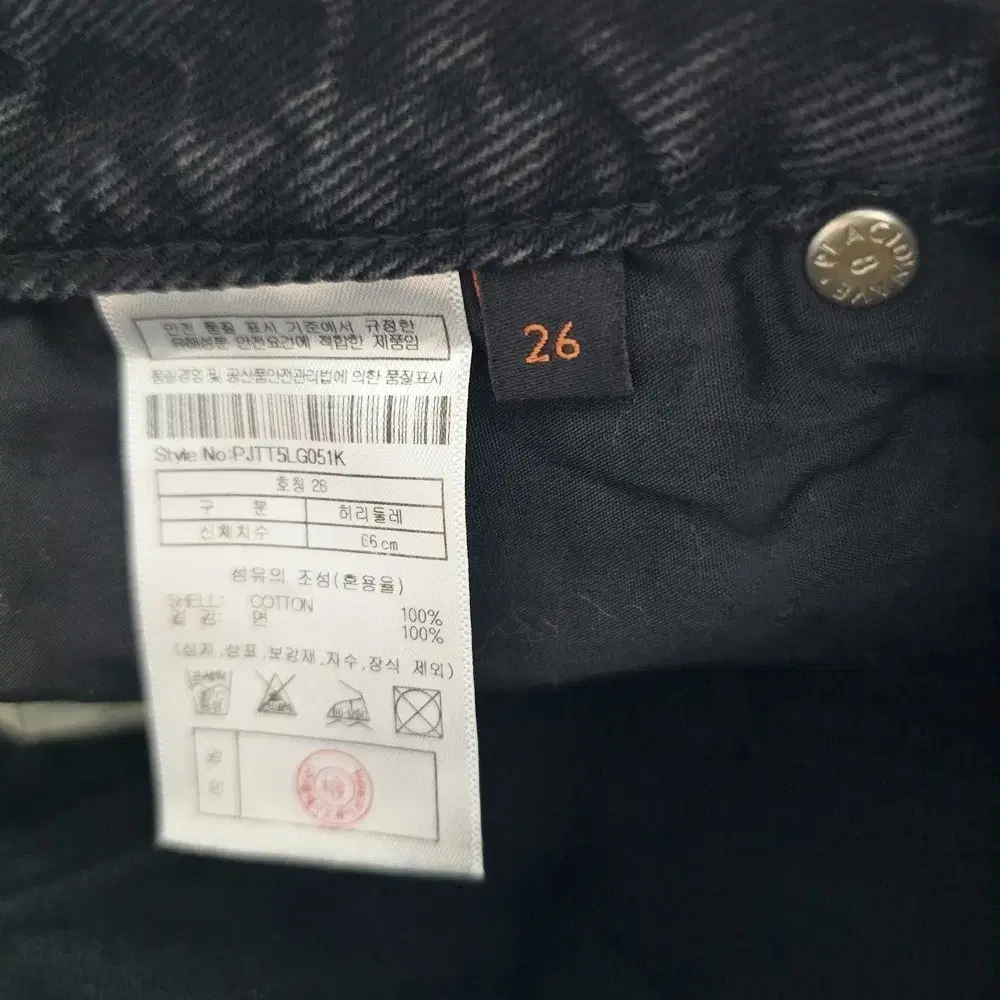 안전 품질 표시 기준에서 규정한
유해성분 안전요건에 적합한 제품임
품질경영 및 공산품안전관리법에 의한 품질표시
Style No:PJTT5LG051K
호칭 26
구 분 허리둘레
신체치수 66cm
섬유의 조성(혼용율)
SHELL: COTTON 100%
겉 감: 면 100%
(심지,상표,보강재,자수,장식 제외)
26
PLACIDWAVE